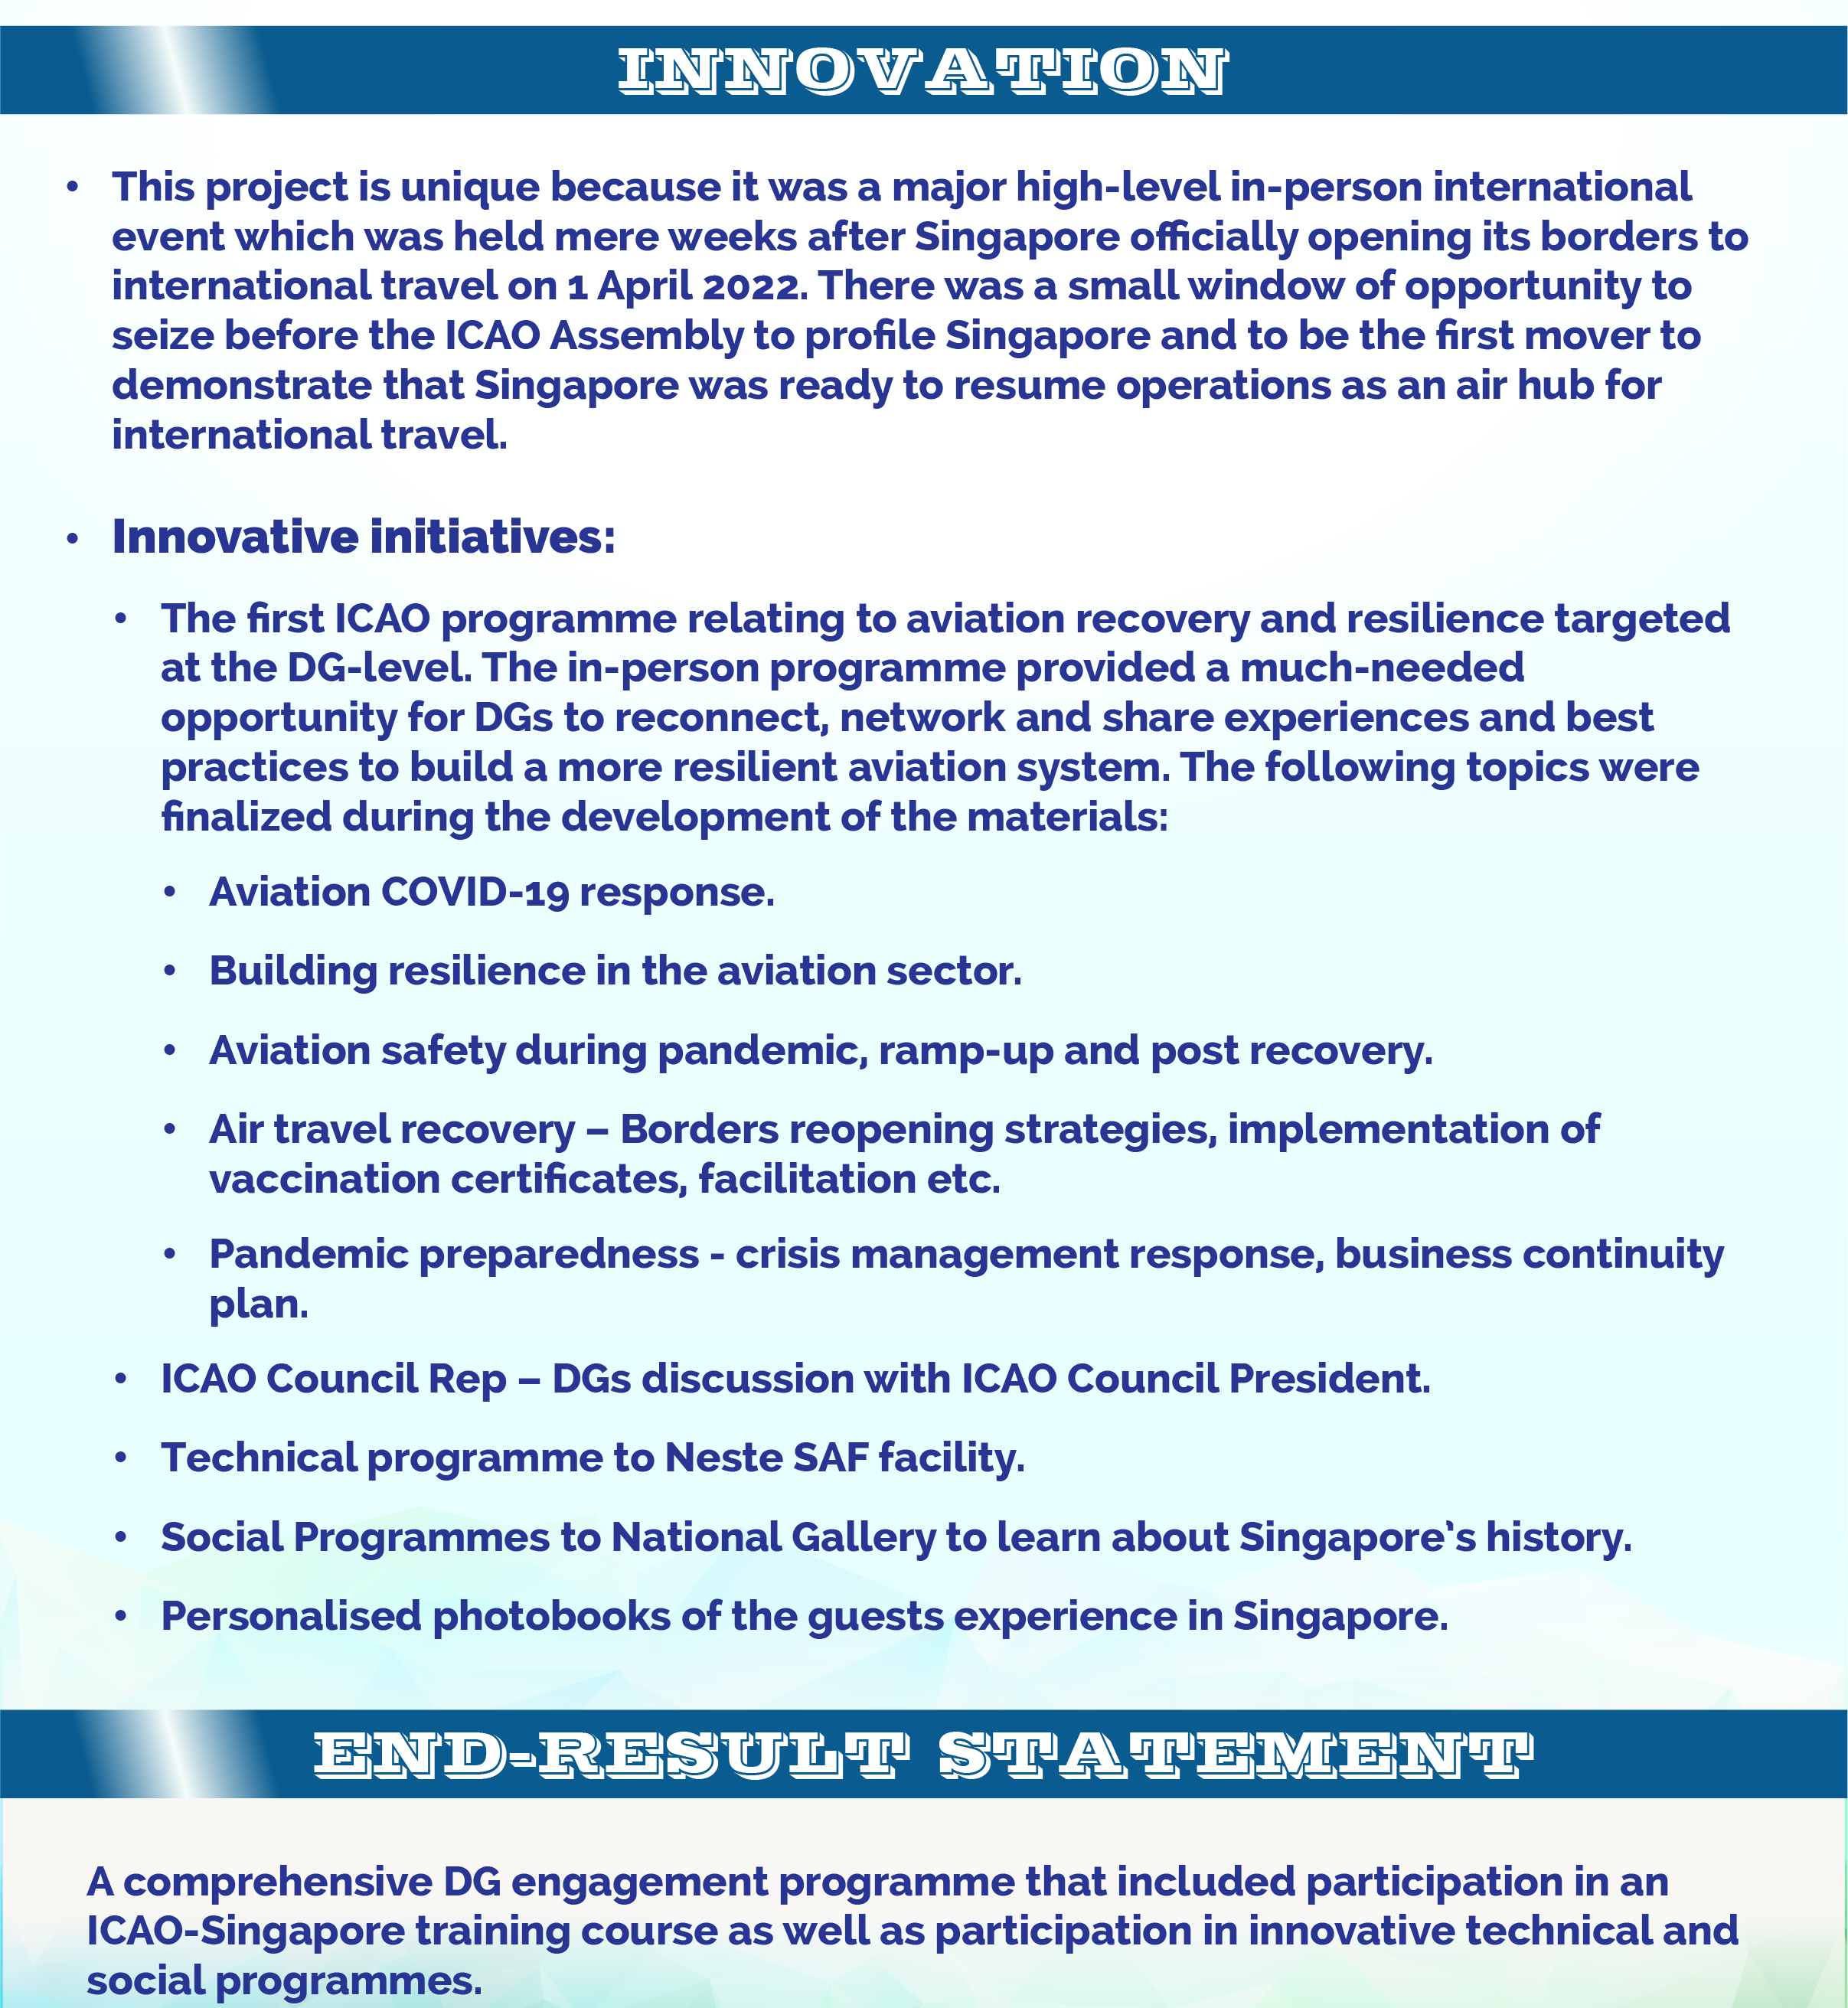 INNOVATION
• This project is unique because it was a major high-level in-person international
event which was held mere weeks after Singapore officially opening its borders to
international travel on 1 April 2022. There was a small window of opportunity to
seize before the ICAO Assembly to profile Singapore and to be the first mover to
demonstrate that Singapore was ready to resume operations as an air hub for
international travel.
• Innovative initiatives:
• The first ICAO programme relating to aviation recovery and resilience targeted
at the DG-level. The in-person programme provided a much-needed
opportunity for DGs to reconnect, network and share experiences and best
practices to build a more resilient aviation system. The following topics were
finalized during the development of the materials:
• Aviation COVID-19 response.
• Building resilience in the aviation sector.
• Aviation safety during pandemic, ramp-up and post recovery.
• Air travel recovery – Borders reopening strategies, implementation of
vaccination certificates, facilitation etc.
• Pandemic preparedness - crisis management response, business continuity
plan.
• ICAO Council Rep – DGs discussion with ICAO Council President.
• Technical programme to Neste SAF facility.
• Social Programmes to National Gallery to learn about Singapore’s history.
• Personalised photobooks of the guests experience in Singapore.
END-RESULT STATEMENT
A comprehensive DG engagement programme that included participation in an
ICAO-Singapore training course as well as participation in innovative technical and
social programmes.